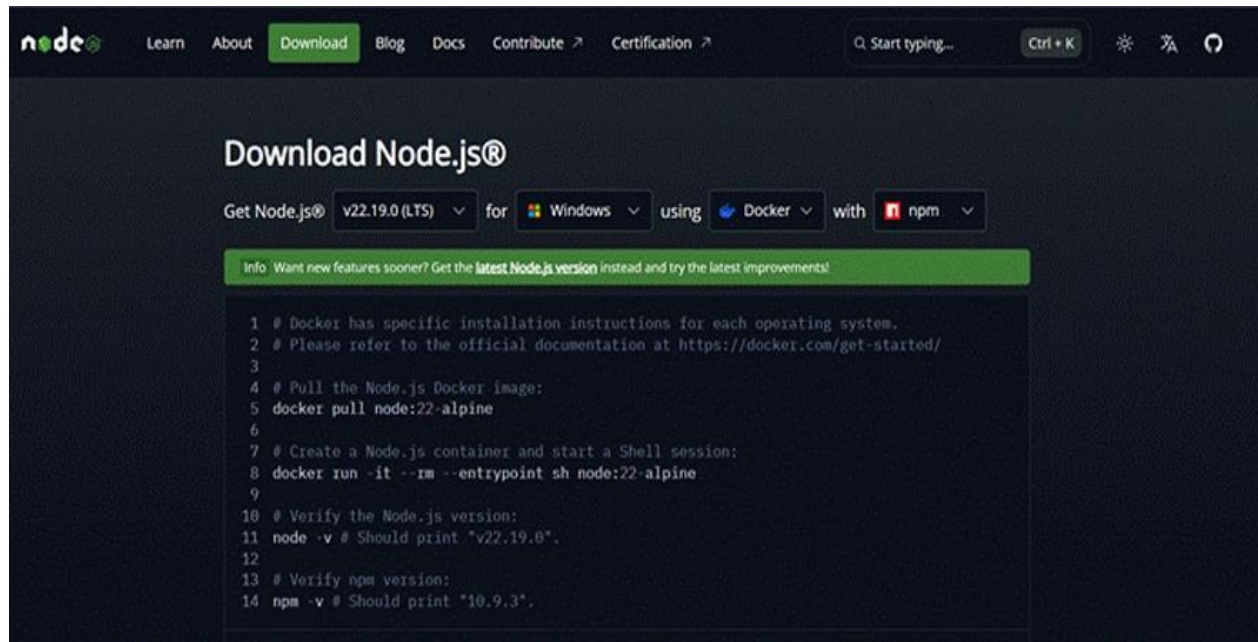 node
Learn About Download Blog Docs Contribute ↗ Certification ↗ Start typing... Ctrl + K
Download Node.js®
Get Node.js® v22.19.0 (LTS) for Windows using Docker with npm
Info Want new features sooner? Get the latest Node.js version instead and try the latest improvements!
1 # Docker has specific installation instructions for each operating system.
2 # Please refer to the official documentation at https://docker.com/get-started/
3
4 # Pull the Node.js Docker image:
5 docker pull node:22-alpine
6
7 # Create a Node.js container and start a Shell session:
8 docker run -it --rm --entrypoint sh node:22-alpine
9
10 # Verify the Node.js version:
11 node -v # Should print "v22.19.0".
12
13 # Verify npm version:
14 npm -v # Should print "10.9.3".